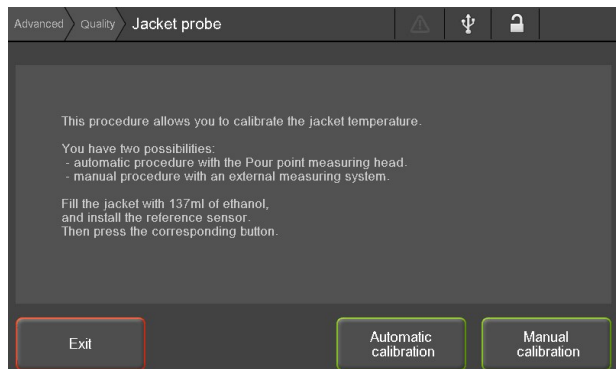 Advanced Quality Jacket probe
This procedure allows you to calibrate the jacket temperature.
You have two possibilities:
- automatic procedure with the Pour point measuring head.
- manual procedure with an external measuring system.
Fill the jacket with 137ml of ethanol,
and install the reference sensor.
Then press the corresponding button.
Exit
Automatic
calibration
Manual
calibration